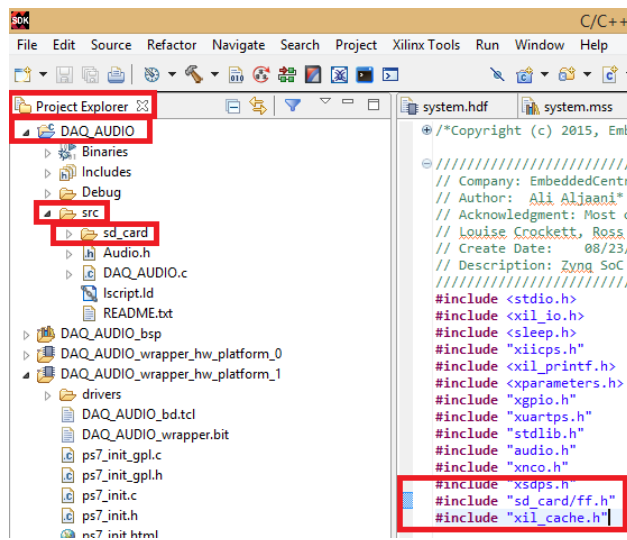 SDK
C/C++
File Edit Source Refactor Navigate Search Project Xilinx Tools Run Window Help
Project Explorer
DAQ_AUDIO
Binaries
Includes
Debug
src
sd_card
Audio.h
DAQ_AUDIO.c
lscript.ld
README.txt
DAQ_AUDIO_bsp
DAQ_AUDIO_wrapper_hw_platform_0
DAQ_AUDIO_wrapper_hw_platform_1
drivers
DAQ_AUDIO_bd.tcl
DAQ_AUDIO_wrapper.bit
ps7_init_gpl.c
ps7_init_gpl.h
ps7_init.c
ps7_init.h
ps7_init.html
system.hdf system.mss
/*Copyright (c) 2015, Emb
/////////////////////////
// Company: EmbeddedCent
// Author: Ali Aljaani*
// Acknowledgment: Most
// Louise Crockett, Ross
// Create Date: 08/23/
// Description: Zynq SoC
/////////////////////////
#include <stdio.h>
#include <xil_io.h>
#include <sleep.h>
#include "xiicps.h"
#include <xil_printf.h>
#include <xparameters.h>
#include "xgpio.h"
#include "xuartps.h"
#include "stdlib.h"
#include "audio.h"
#include "xnco.h"
#include "xsdps.h"
#include "sd_card/ff.h"
#include "xil_cache.h"